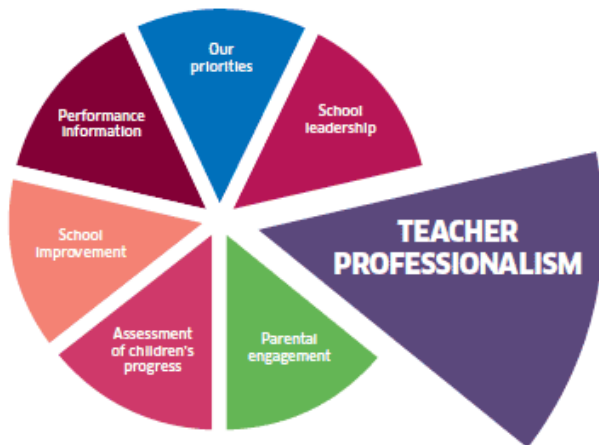 Our
priorities
School
leadership
TEACHER
PROFESSIONALISM
Parental
engagement
Assessment
of children's
progress
School
improvement
Performance
information